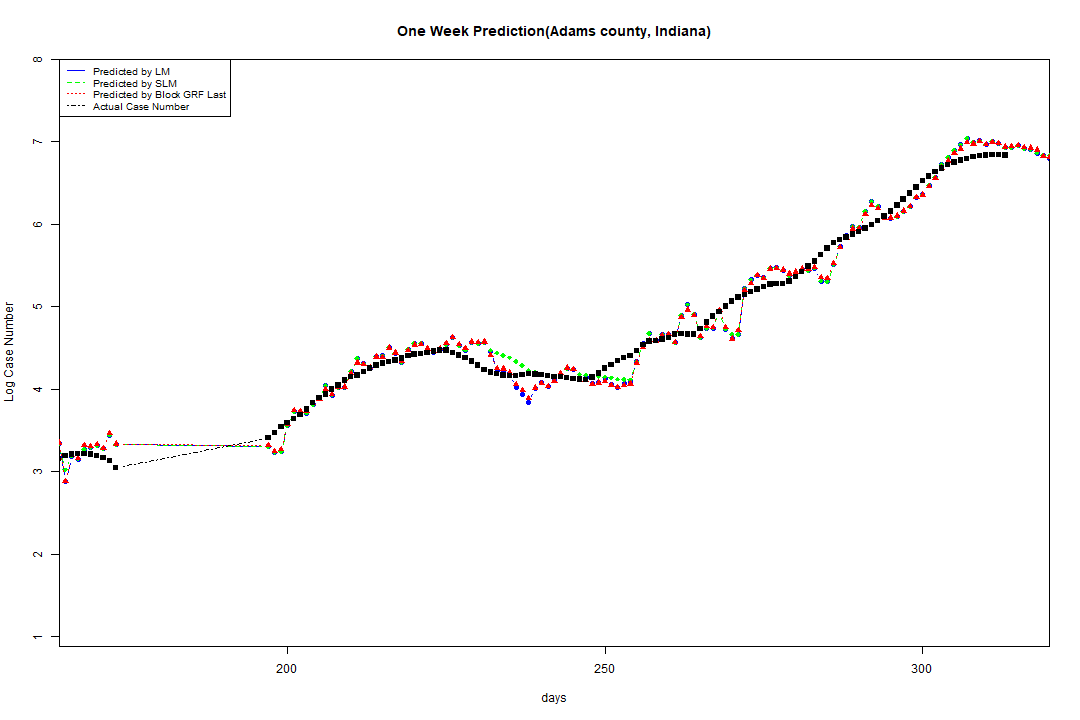 One Week Prediction(Adams county, Indiana)
Predicted by LM
Predicted by SLM
Predicted by Block GRF Last
Actual Case Number
8
7
6
5
4
3
2
1
Log Case Number
200
250
300
days